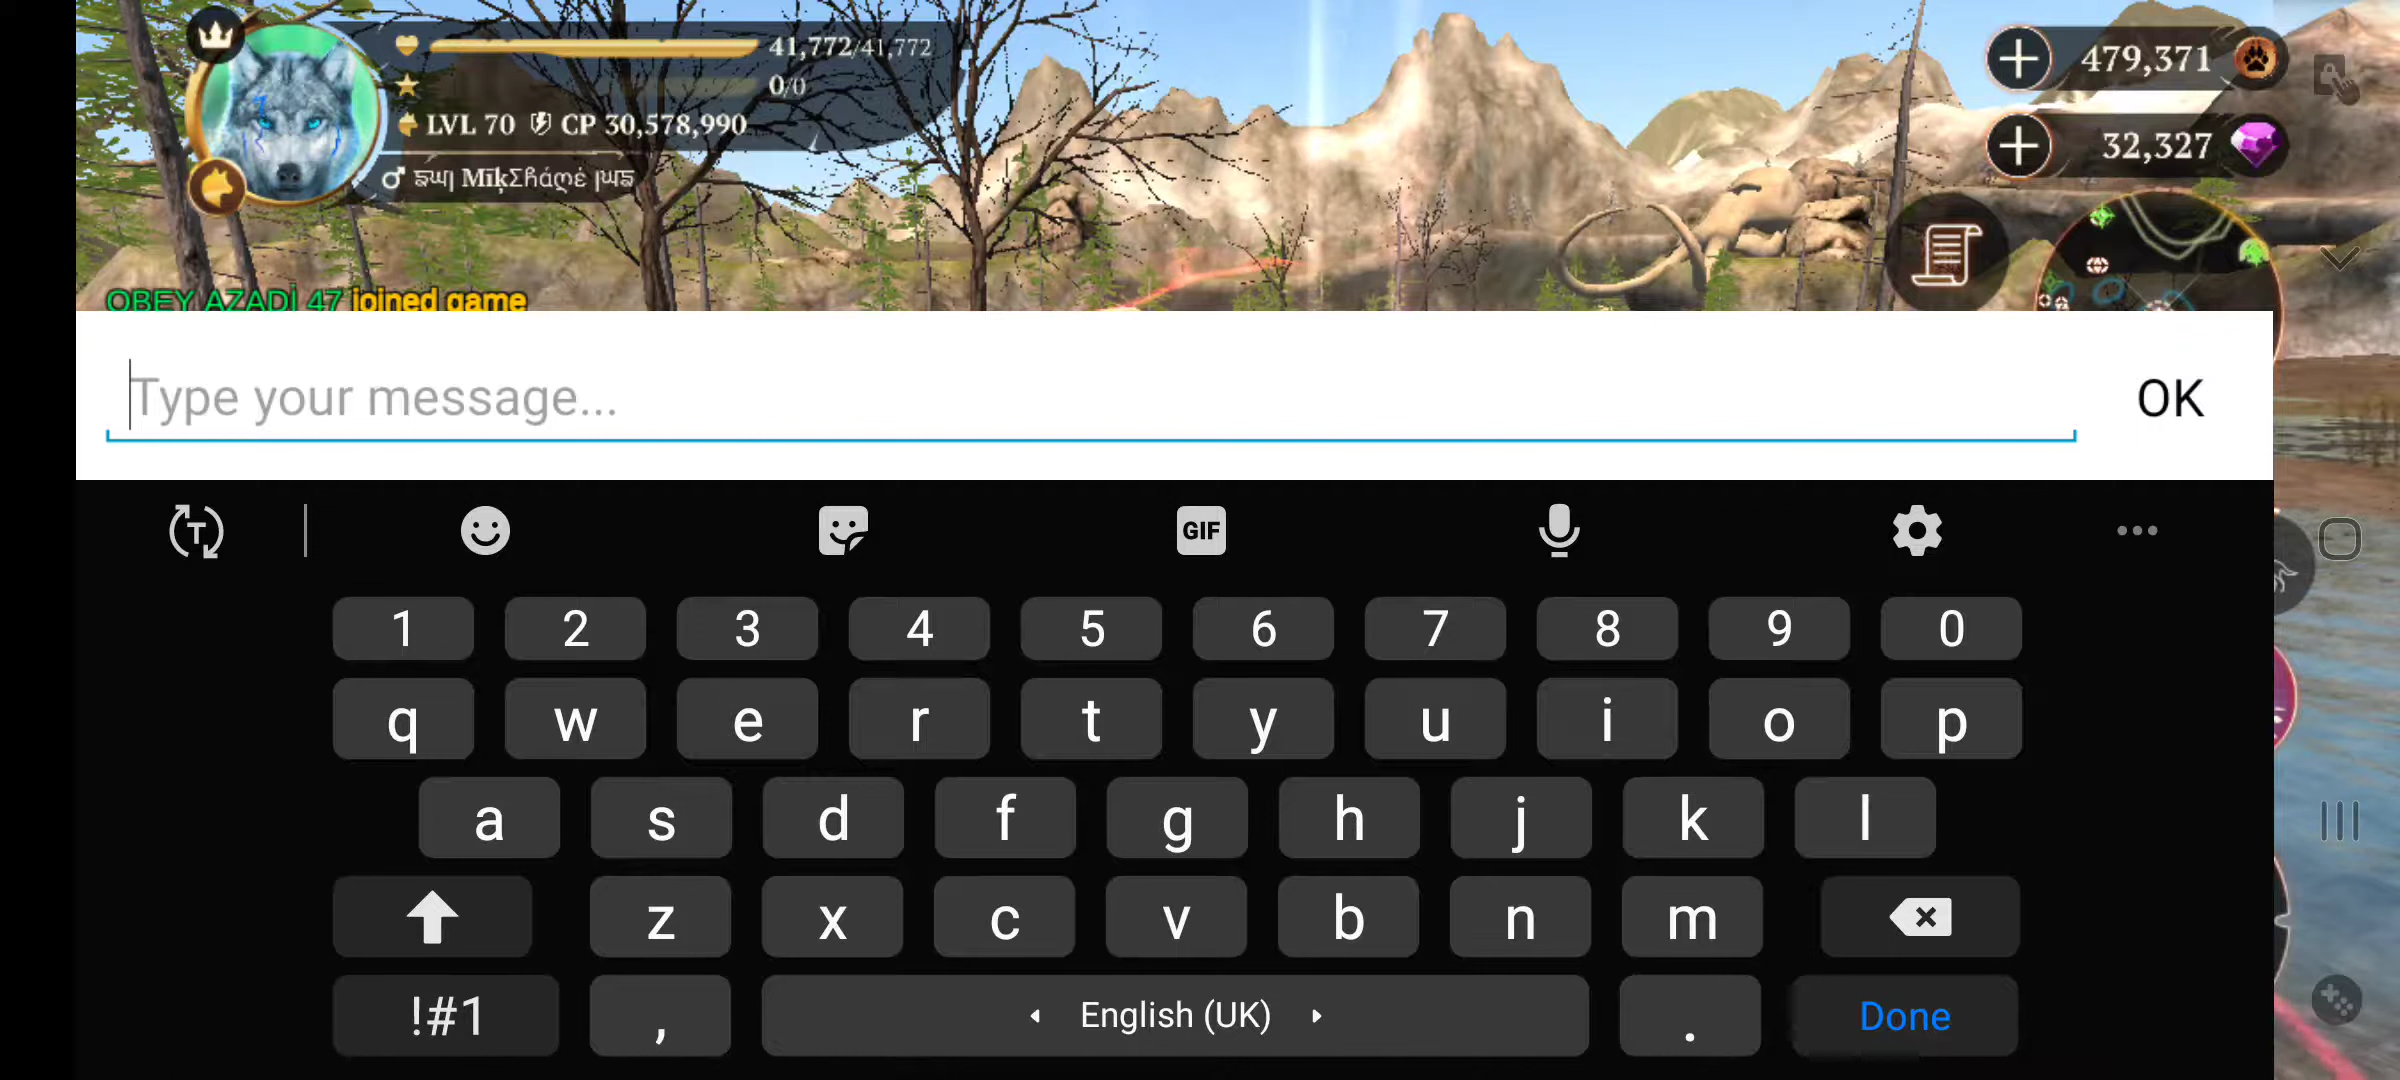 41,772/41,772
0/0
LVL 70 CP 30,578,990
479,371
32,327
OBEY AZADİ 47 joined game
Type your message...
OK
GIF
1 2 3 4 5 6 7 8 9 0
q w e r t y u i o p
a s d f g h j k l
z x c v b n m
!#1 , English (UK) . Done